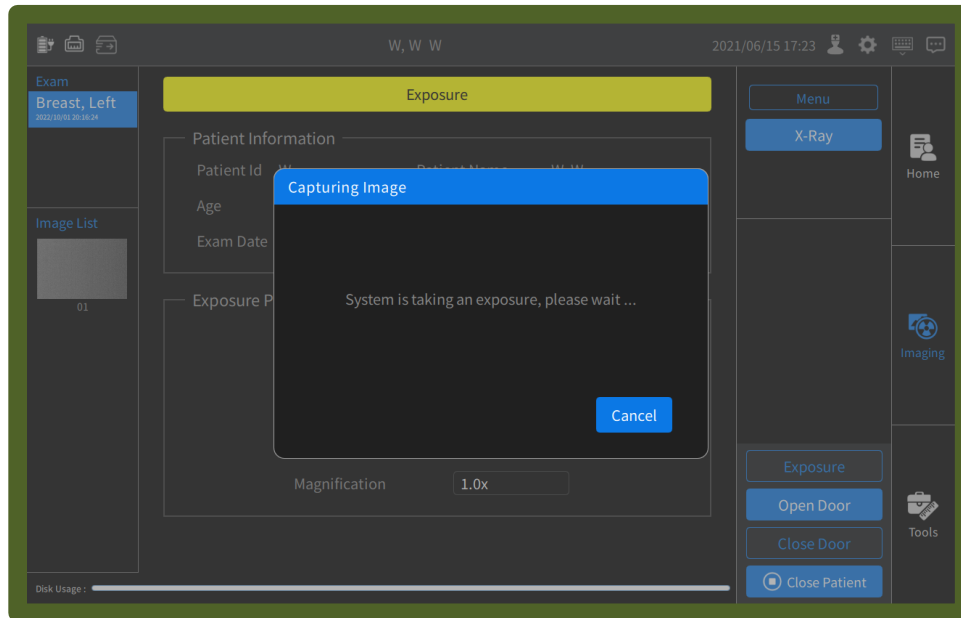 W, W W
2021/06/15 17:23
Exam
Breast, Left
2022/10/01 20:16:24
Image List
01
Exposure
Patient Information
Patient Id W Patient Name W W
Age
Exam Date
Exposure P
Magnification 1.0x
Capturing Image
System is taking an exposure, please wait ...
Cancel
Menu
X-Ray
Exposure
Open Door
Close Door
Close Patient
Home
Imaging
Tools
Disk Usage :